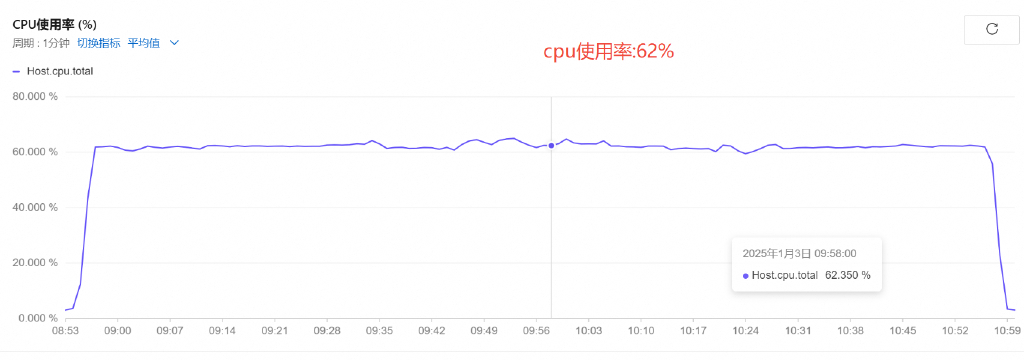 CPU使用率 (%)
周期 : 1分钟 切换指标 平均值
cpu使用率:62%
Host.cpu.total
80.000 %
60.000 %
40.000 %
20.000 %
0.000 %
2025年1月3日 09:58:00
Host.cpu.total 62.350 %
08:53 09:00 09:07 09:14 09:21 09:28 09:35 09:42 09:49 09:56 10:03 10:10 10:17 10:24 10:31 10:38 10:45 10:52 10:59